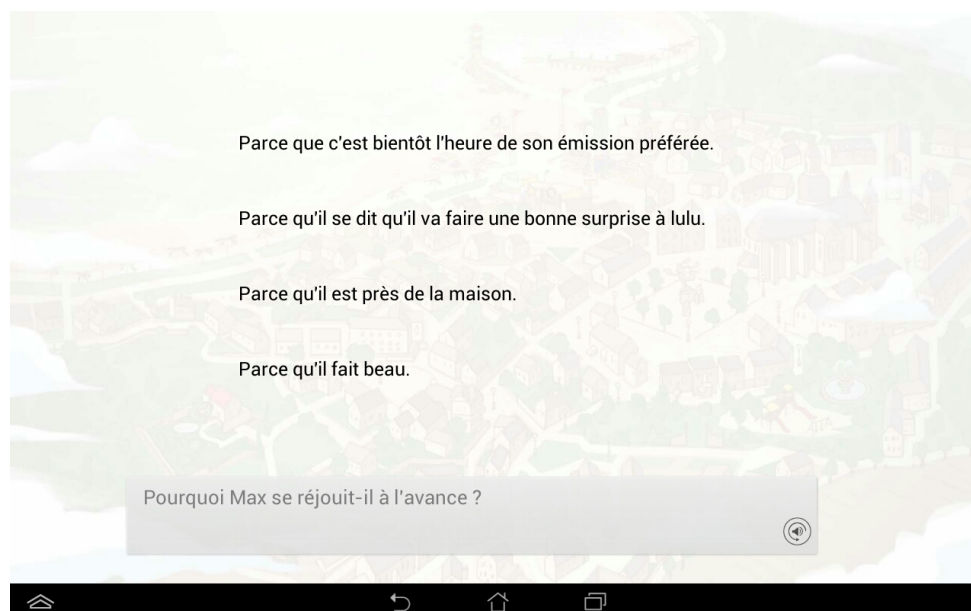 Parce que c'est bientôt l'heure de son émission préférée.
Parce qu'il se dit qu'il va faire une bonne surprise à lulu.
Parce qu'il est près de la maison.
Parce qu'il fait beau.
Pourquoi Max se réjouit-il à l'avance ?